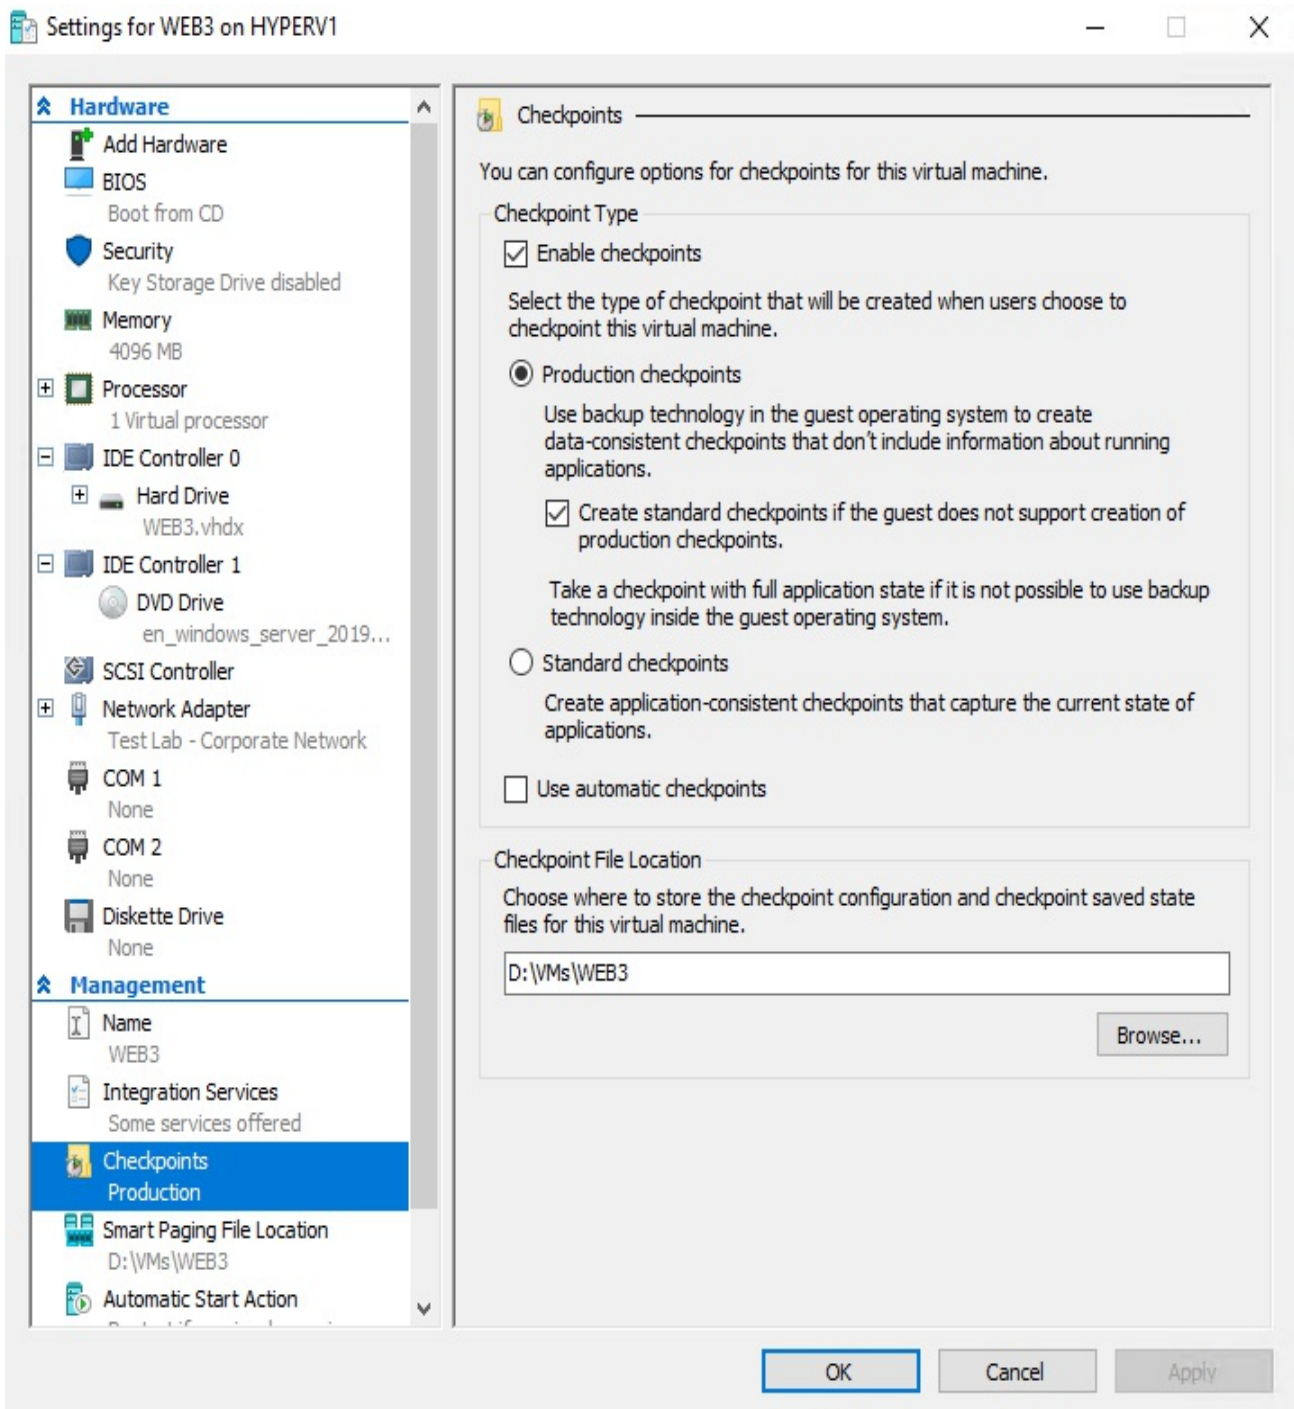 Settings for WEB3 on HYPERV1
Hardware
Add Hardware
BIOS
Boot from CD
Security
Key Storage Drive disabled
Memory
4096 MB
Processor
1 Virtual processor
IDE Controller 0
Hard Drive
WEB3.vhdx
IDE Controller 1
DVD Drive
en_windows_server_2019...
SCSI Controller
Network Adapter
Test Lab - Corporate Network
COM 1
None
COM 2
None
Diskette Drive
None
Management
Name
WEB3
Integration Services
Some services offered
Checkpoints
Production
Smart Paging File Location
D:\VMs\WEB3
Automatic Start Action
Checkpoints
You can configure options for checkpoints for this virtual machine.
Checkpoint Type
Enable checkpoints
Select the type of checkpoint that will be created when users choose to
checkpoint this virtual machine.
Production checkpoints
Use backup technology in the guest operating system to create
data-consistent checkpoints that don't include information about running
applications.
Create standard checkpoints if the guest does not support creation of
production checkpoints.
Take a checkpoint with full application state if it is not possible to use backup
technology inside the guest operating system.
Standard checkpoints
Create application-consistent checkpoints that capture the current state of
applications.
Use automatic checkpoints
Checkpoint File Location
Choose where to store the checkpoint configuration and checkpoint saved state
files for this virtual machine.
D:\VMs\WEB3
Browse...
OK
Cancel
Apply